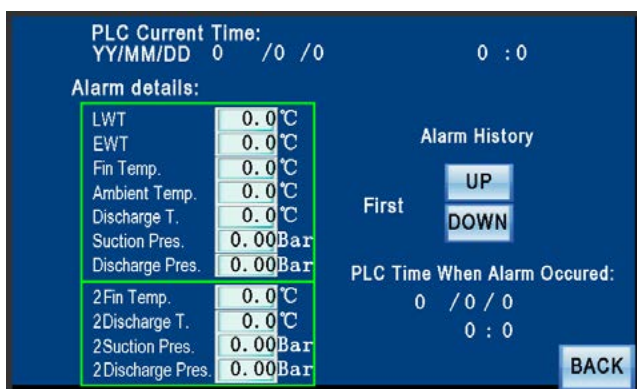 PLC Current Time:
YY/MM/DD 0 /0 /0 0 :0
Alarm details:
LWT 0.0℃
EWT 0.0℃
Fin Temp. 0.0℃
Ambient Temp. 0.0℃
Discharge T. 0.0℃
Suction Pres. 0.00Bar
Discharge Pres. 0.00Bar
2Fin Temp. 0.0℃
2Discharge T. 0.0℃
2Suction Pres. 0.00Bar
2Discharge Pres. 0.00Bar
Alarm History
First
UP
DOWN
PLC Time When Alarm Occured:
0 /0 / 0
0 : 0
BACK